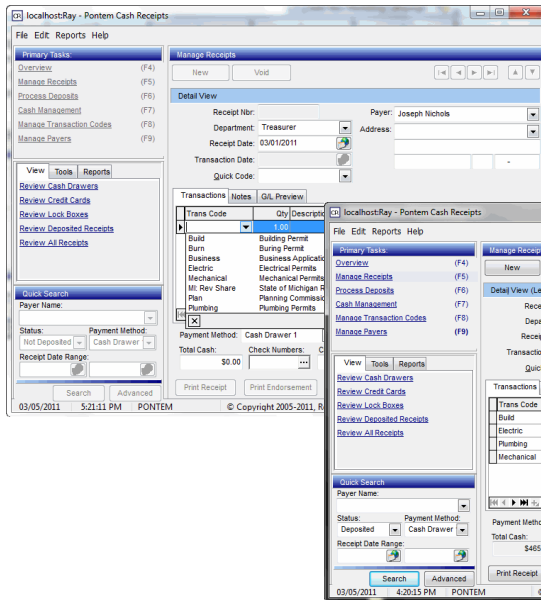 CR localhost:Ray - Pontem Cash Receipts
File Edit Reports Help
Primary Tasks:
Overview (F4)
Manage Receipts (F5)
Process Deposits (F6)
Cash Management (F7)
Manage Transaction Codes (F8)
Manage Payers (F9)
View Tools Reports
Review Cash Drawers
Review Credit Cards
Review Lock Boxes
Review Deposited Receipts
Review All Receipts
Quick Search
Payer Name:
Status: Payment Method:
Not Deposited Cash Drawer
Receipt Date Range:
Search Advanced
03/05/2011 5:21:11 PM PONTEM © Copyright 2005-2011, R
Manage Receipts
New Void
Detail View
Receipt Nbr: Payer: Joseph Nichols
Department: Treasurer Address:
Receipt Date: 03/01/2011
Transaction Date: -
Quick Code:
Transactions Notes G/L Preview
Trans Code Qty Descriptio
1.00
Build Building Permit
Burn Buring Permit
Business Business Applicatio
Electric Electrical Permits
Mechanical Mechanical Permits
Mt: Rev Share State of Michigan R
Plan Planning Commissio
Plumbing Plumbing Permits
Payment Method: Cash Drawer 1
Total Cash: Check Numbers: C
$0.00 ...
Print Receipt Print Endorsement
CR localhost:Ray - Pontem Cash Receipts
File Edit Reports Help
Primary Tasks:
Overview (F4)
Manage Receipts (F5)
Process Deposits (F6)
Cash Management (F7)
Manage Transaction Codes (F8)
Manage Payers (F9)
View Tools Reports
Review Cash Drawers
Review Credit Cards
Review Lock Boxes
Review Deposited Receipts
Review All Receipts
Quick Search
Payer Name:
Status: Payment Method:
Deposited Cash Drawer
Receipt Date Range:
Search Advanced
03/05/2011 4:20:15 PM PONTEM
Manage Receip
New
Detail View (Le
Rece
Depa
Receip
Transactio
Quic
Transactions
Trans Code
Build
Electric
Plumbing
Mechanical
Payment Metho
Total Cash:
$465
Print Receipt